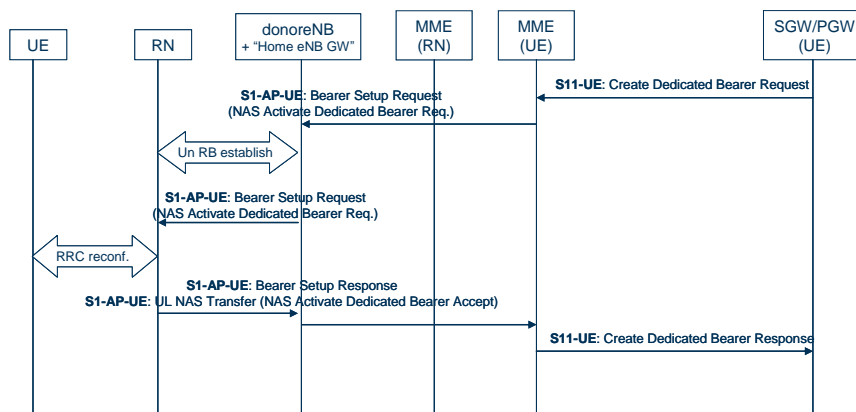 UE
RN
donoreNB
+ “Home eNB GW”
MME
(RN)
MME
(UE)
SGW/PGW
(UE)
S11-UE: Create Dedicated Bearer Request
S1-AP-UE: Bearer Setup Request
(NAS Activate Dedicated Bearer Req.)
Un RB establish
S1-AP-UE: Bearer Setup Request
(NAS Activate Dedicated Bearer Req.)
RRC reconf.
S1-AP-UE: Bearer Setup Response
S1-AP-UE: UL NAS Transfer (NAS Activate Dedicated Bearer Accept)
S11-UE: Create Dedicated Bearer Response